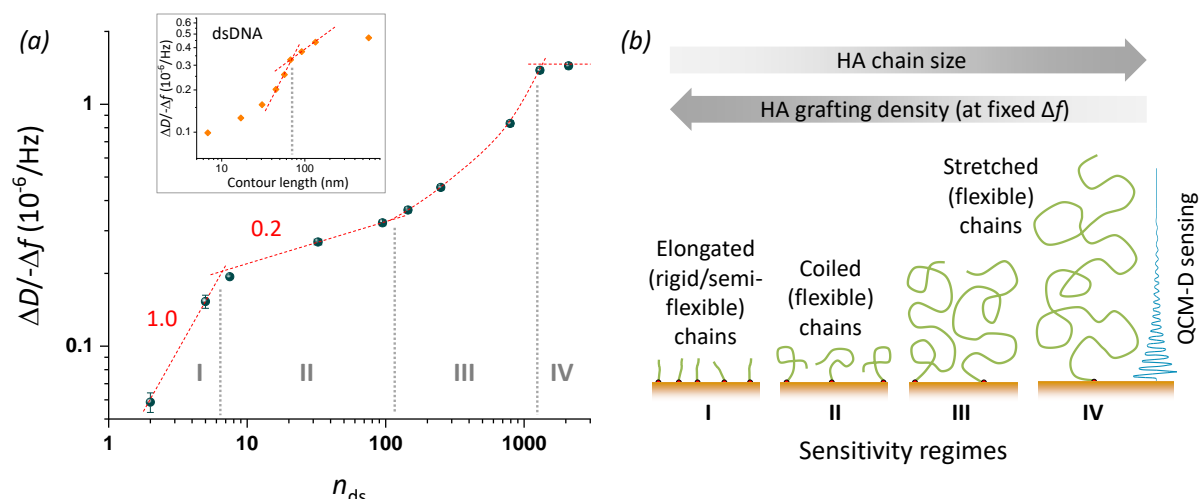 (a)
ΔD/-Δf (10⁻⁶/Hz)
1
0.1
1
10
100
1000
n_ds
1.0
0.2
I
II
III
IV
dsDNA
ΔD/-Δf (10⁻⁶/Hz)
0.6
0.5
0.4
0.3
0.2
0.1
10
100
Contour length (nm)
(b)
HA chain size
HA grafting density (at fixed Δf)
Elongated
(rigid/semi-
flexible)
chains
Coiled
(flexible)
chains
Stretched
(flexible)
chains
QCM-D sensing
I
II
III
IV
Sensitivity regimes